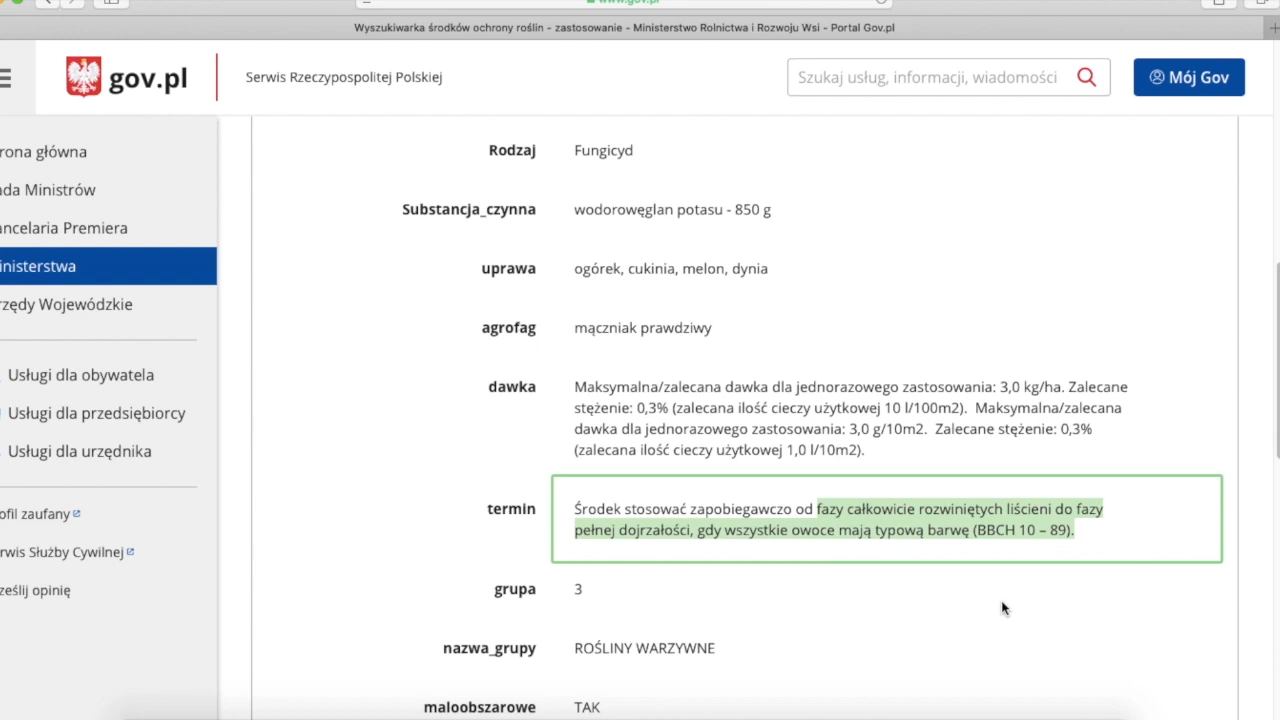 www.gov.pl
Wyszukiwarka środków ochrony roślin - zastosowanie - Ministerstwo Rolnictwa i Rozwoju Wsi - Portal Gov.pl
gov.pl
Serwis Rzeczypospolitej Polskiej
Szukaj usług, informacji, wiadomości
Mój Gov
rona główna
da Ministrów
ancelaria Premiera
inisterstwa
rzędy Wojewódzkie
Usługi dla obywatela
Usługi dla przedsiębiorcy
Usługi dla urzędnika
ofil zaufany
rwis Służby Cywilnej
ześlij opinię
Rodzaj Fungicyd
Substancja_czynna wodorowęglan potasu - 850 g
uprawa ogórek, cukinia, melon, dynia
agrofag mączniak prawdziwy
dawka Maksymalna/zalecana dawka dla jednorazowego zastosowania: 3,0 kg/ha. Zalecane
stężenie: 0,3% (zalecana ilość cieczy użytkowej 10 l/100m2). Maksymalna/zalecana
dawka dla jednorazowego zastosowania: 3,0 g/10m2. Zalecane stężenie: 0,3%
(zalecana ilość cieczy użytkowej 1,0 l/10m2).
termin Środek stosować zapobiegawczo od fazy całkowicie rozwiniętych liścieni do fazy
pełnej dojrzałości, gdy wszystkie owoce mają typową barwę (BBCH 10 – 89).
grupa 3
nazwa_grupy ROŚLINY WARZYWNE
maloobszarowe TAK